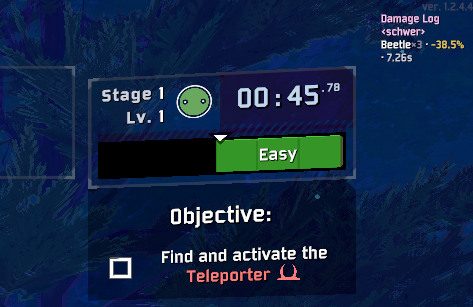 ver. 1.2.4.4
Damage Log
<schwer>
Beetle×3 · -38.5%
· 7.26s
Stage 1
Lv. 1
00:45.78
Easy
Objective:
Find and activate the
Teleporter